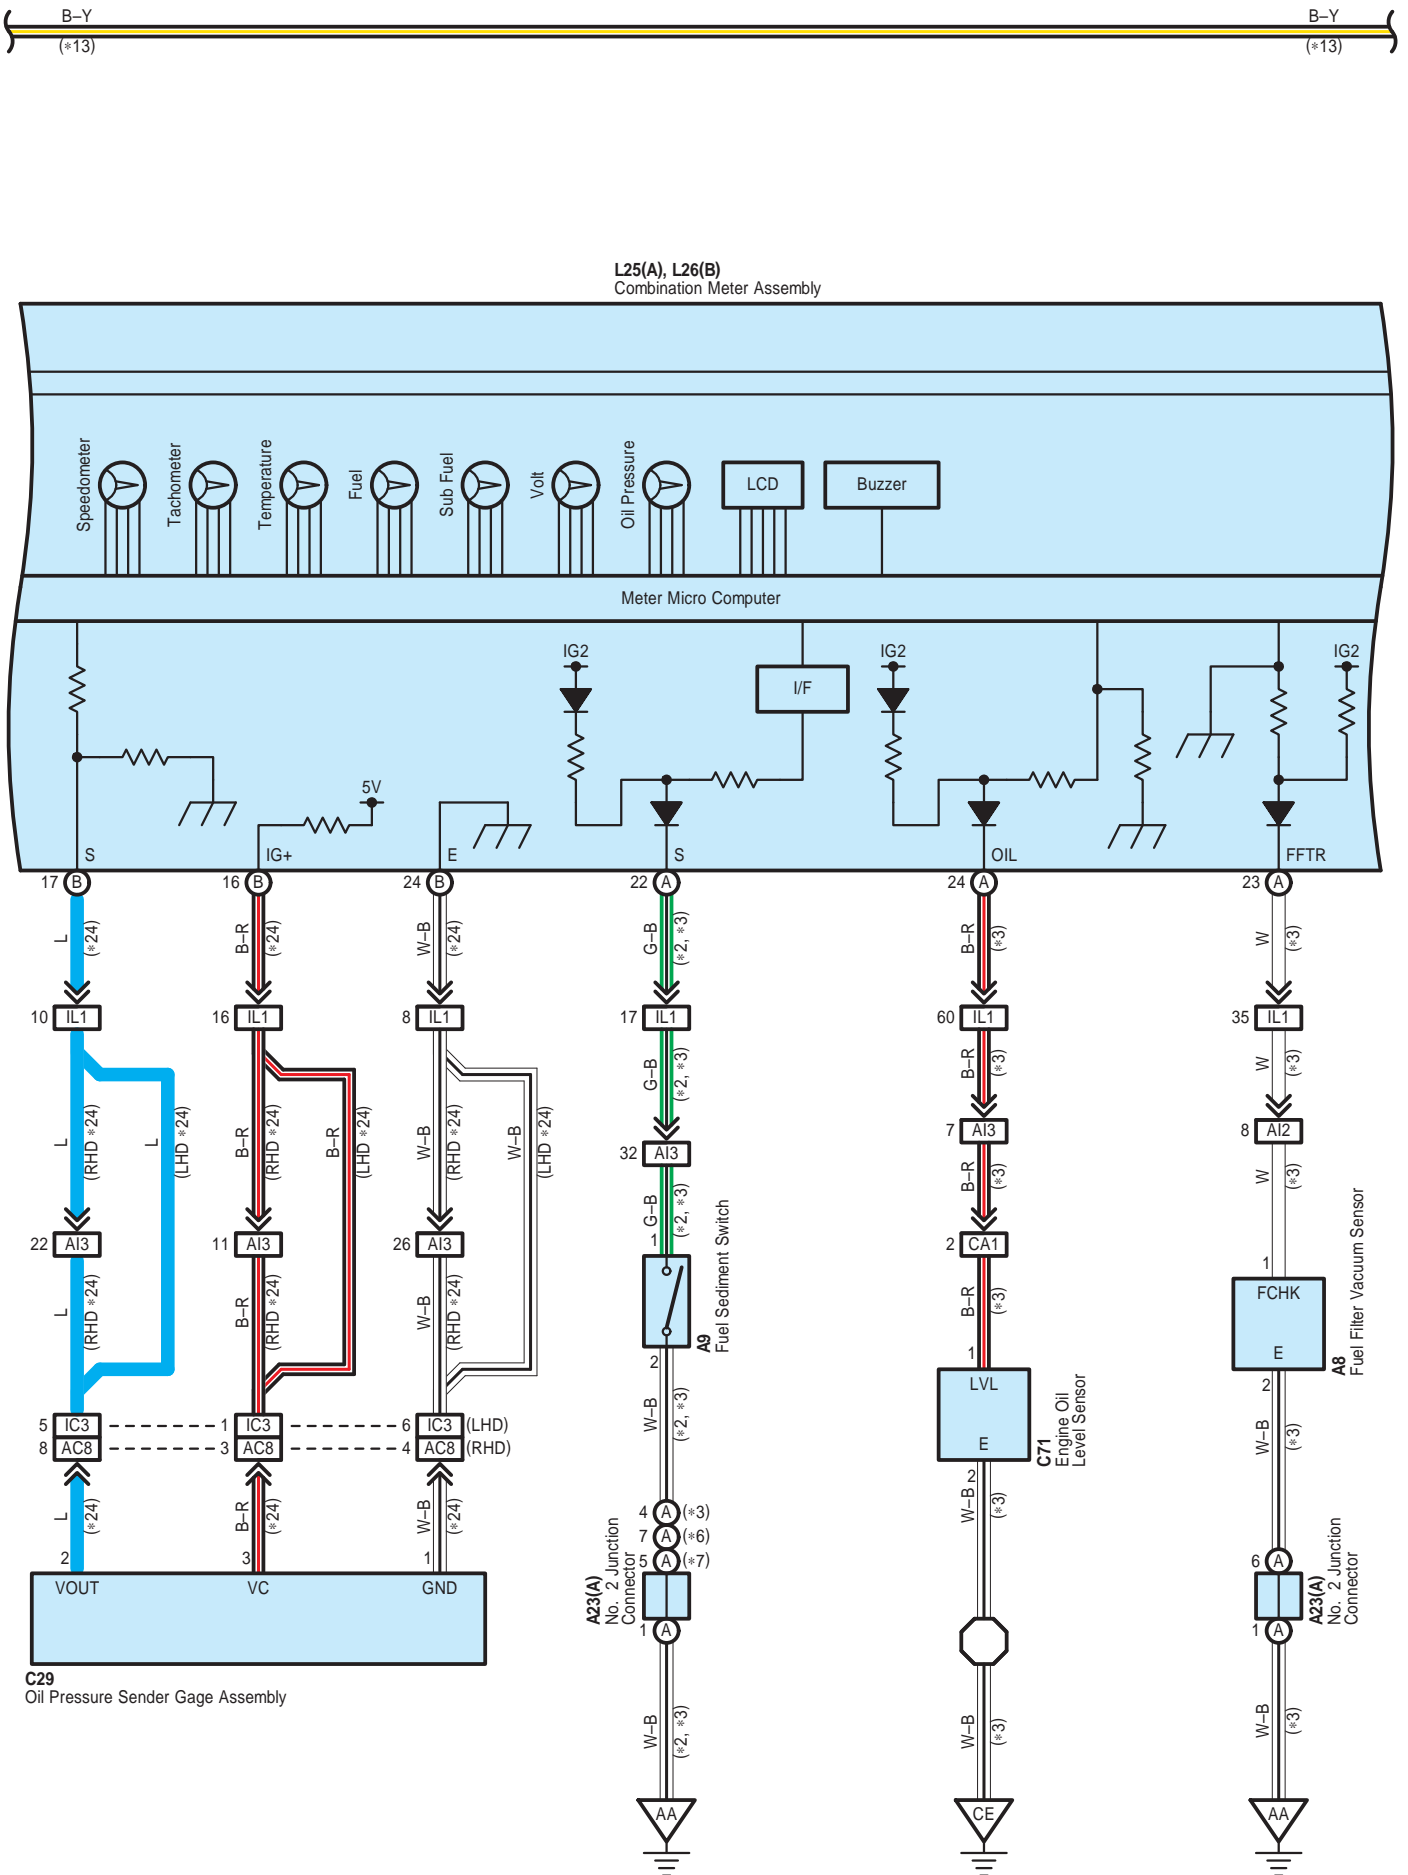 B–Y
B–Y
(*13)
(*13)
L25(A), L26(B)
Combination Meter Assembly
Speedometer
Tachometer
Temperature
Fuel
Sub Fuel
Volt
Oil Pressure
LCD
Buzzer
Meter Micro Computer
IG2
I/F
IG2
IG2
5V
S
IG+
E
S
OIL
FFTR
17 B
16 B
24 B
22 A
24 A
23 A
L
(*24)
B–R
(*24)
W–B
(*24)
G–B
(*2, *3)
B–R
(*3)
W
(*3)
10 IL1
16 IL1
8 IL1
17 IL1
60 IL1
35 IL1
L
(RHD *24)
L
(LHD *24)
B–R
(RHD *24)
B–R
(LHD *24)
W–B
(RHD *24)
W–B
(LHD *24)
G–B
(*2, *3)
B–R
(*3)
W
(*3)
32 AI3
7 AI3
8 AI2
22 AI3
11 AI3
26 AI3
G–B
(*2, *3)
B–R
(*3)
W
(*3)
2 CA1
L
(RHD *24)
B–R
(RHD *24)
W–B
(RHD *24)
1
2
A9
Fuel Sediment Switch
B–R
(*3)
1
FCHK
E
2
A8
Fuel Filter Vacuum Sensor
1
LVL
E
2
C71
Engine Oil
Level Sensor
5 IC3
1 IC3
6 IC3 (LHD)
8 AC8
3 AC8
4 AC8 (RHD)
W–B
(*2, *3)
W–B
(*3)
W–B
(*3)
L
(*24)
B–R
(*24)
W–B
(*24)
2
3
1
VOUT
VC
GND
C29
Oil Pressure Sender Gage Assembly
4 A (*3)
7 A (*6)
5 A (*7)
A23(A)
No. 2 Junction
Connector
1 A
6 A
A23(A)
No. 2 Junction
Connector
1 A
W–B
(*2, *3)
W–B
(*3)
W–B
(*3)
AA
CE
AA